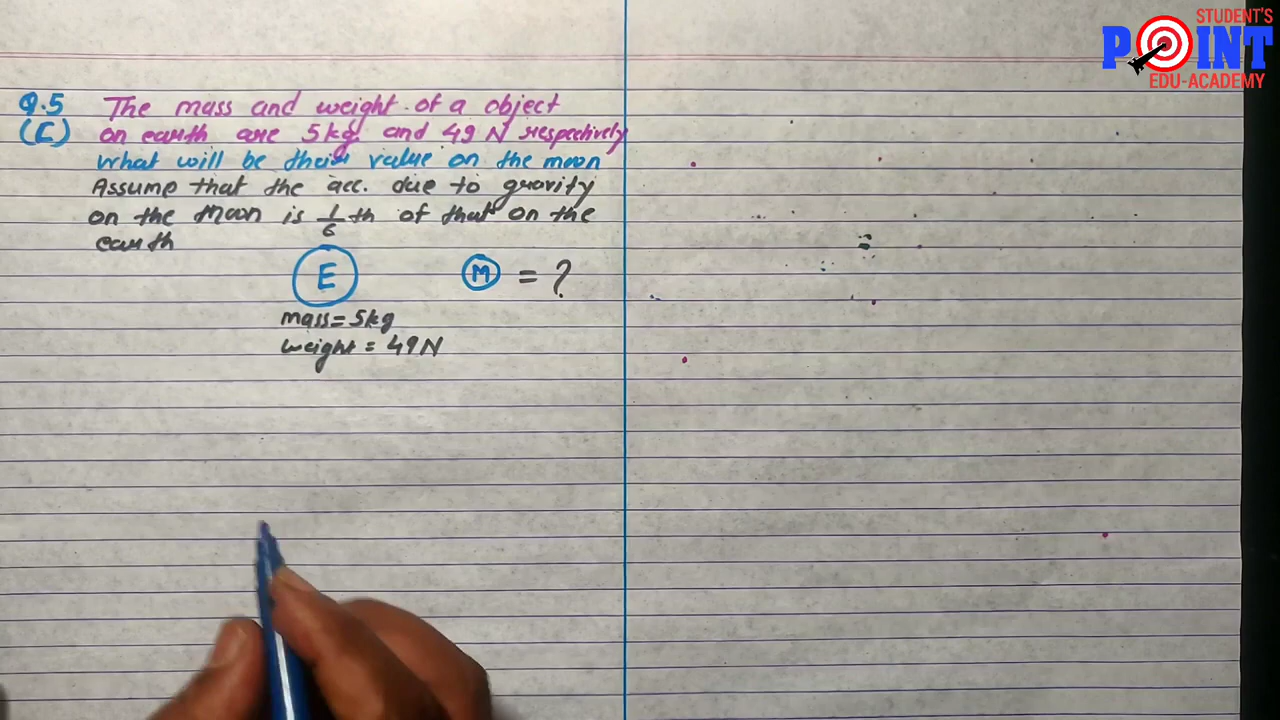 Q.5 The mass and weight of a object
(C) on earth are 5kg and 49 N respectively
What will be their value on the moon
Assume that the acc. due to gravity
on the Moon is 1/6 th of that on the
earth
E M = ?
mass = 5kg
weight = 49N
STUDENT'S
POINT
EDU-ACADEMY